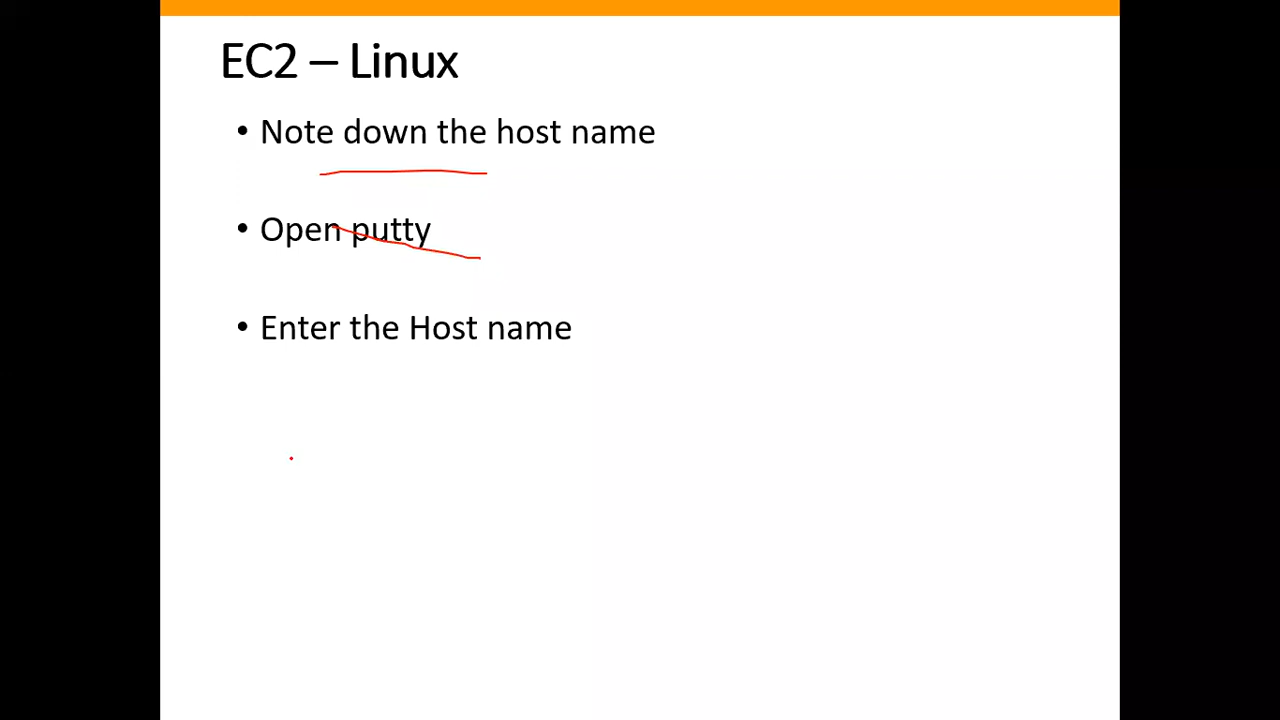 EC2 – Linux
• Note down the host name
• Open putty
• Enter the Host name